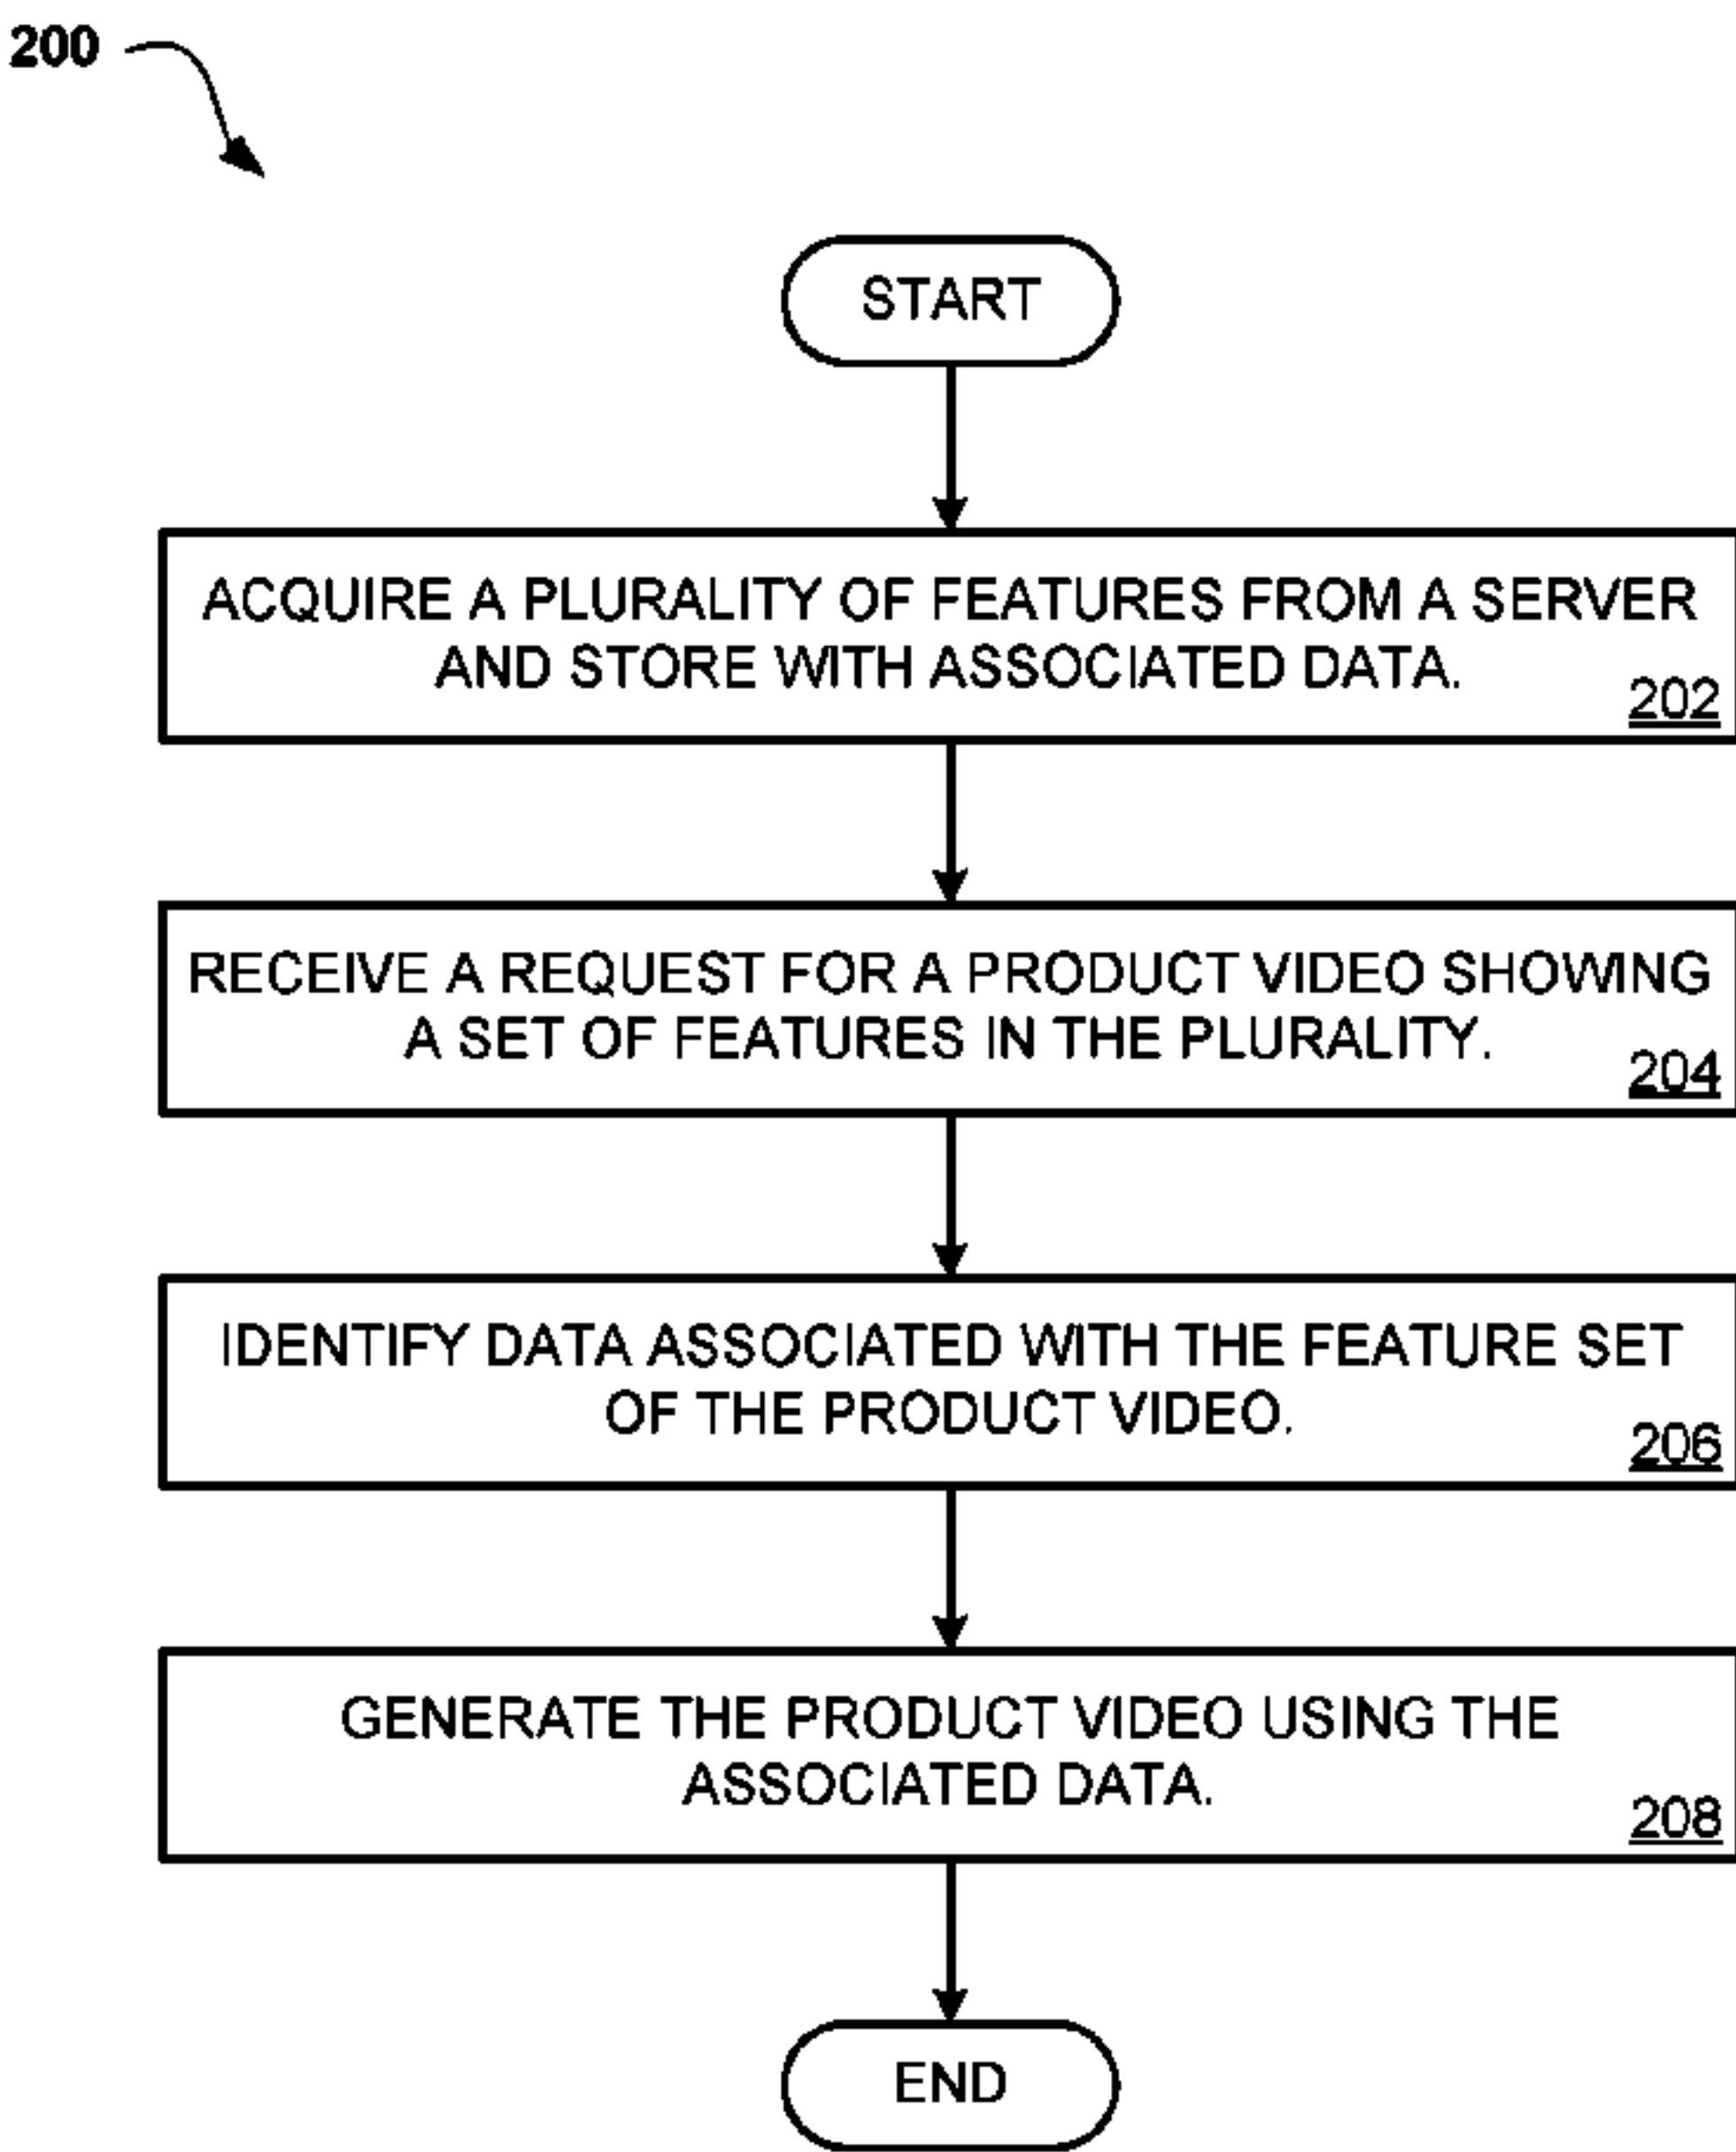 200
START
ACQUIRE A PLURALITY OF FEATURES FROM A SERVER
AND STORE WITH ASSOCIATED DATA.
202
RECEIVE A REQUEST FOR A PRODUCT VIDEO SHOWING
A SET OF FEATURES IN THE PLURALITY.
204
IDENTIFY DATA ASSOCIATED WITH THE FEATURE SET
OF THE PRODUCT VIDEO.
206
GENERATE THE PRODUCT VIDEO USING THE
ASSOCIATED DATA.
208
END